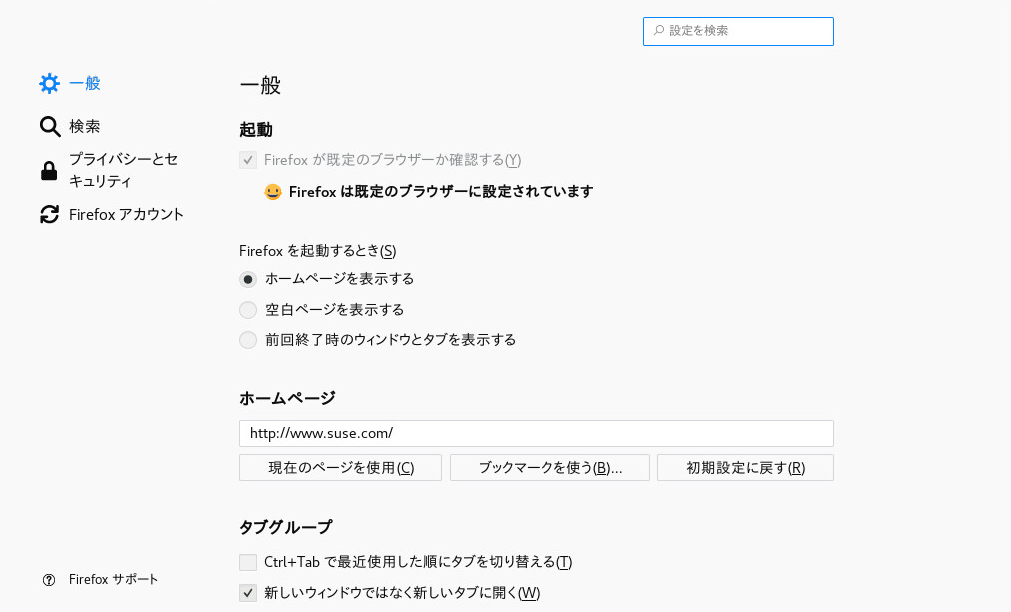 設定を検索
一般
検索
プライバシーとセ
キュリティ
Firefox アカウント
Firefox サポート
一般
起動
Firefox が既定のブラウザーか確認する(Y)
Firefox は既定のブラウザーに設定されています
Firefox を起動するとき(S)
ホームページを表示する
空白ページを表示する
前回終了時のウィンドウとタブを表示する
ホームページ
http://www.suse.com/
現在のページを使用(C)
ブックマークを使う(B)...
初期設定に戻す(R)
タブグループ
Ctrl+Tab で最近使用した順にタブを切り替える(T)
新しいウィンドウではなく新しいタブに開く(W)